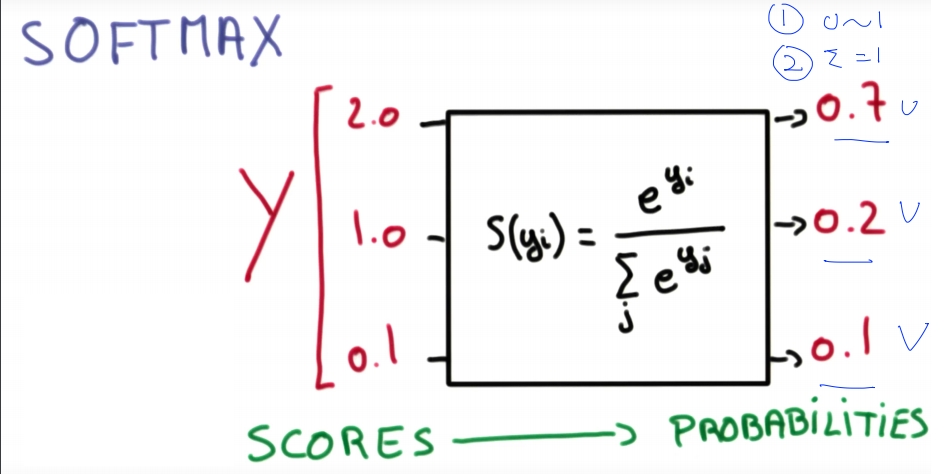 SOFTMAX
① 0~1
② Σ = 1
Y [ 2.0 → 0.7 v
1.0 → 0.2 v
S(yᵢ) = e^yᵢ / Σⱼ e^yⱼ
0.1 → 0.1 v
SCORES → PROBABILITIES